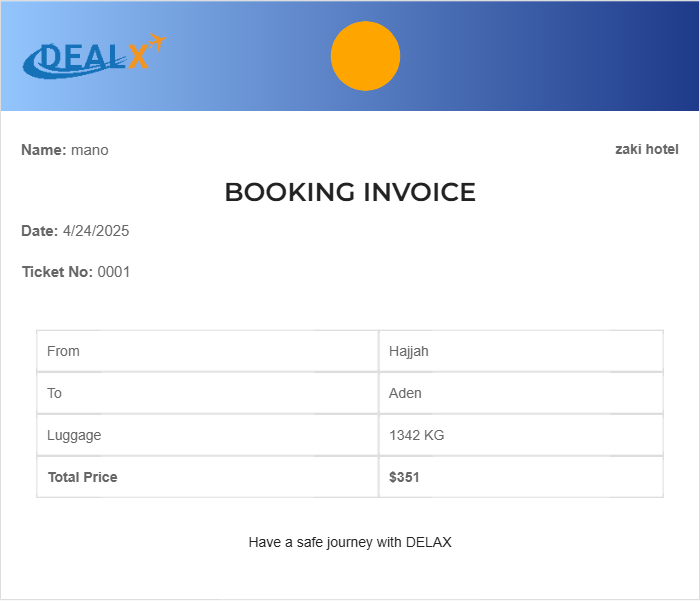 DEALX
Name: mano
zaki hotel
BOOKING INVOICE
Date: 4/24/2025
Ticket No: 0001
From Hajjah
To Aden
Luggage 1342 KG
Total Price $351
Have a safe journey with DELAX